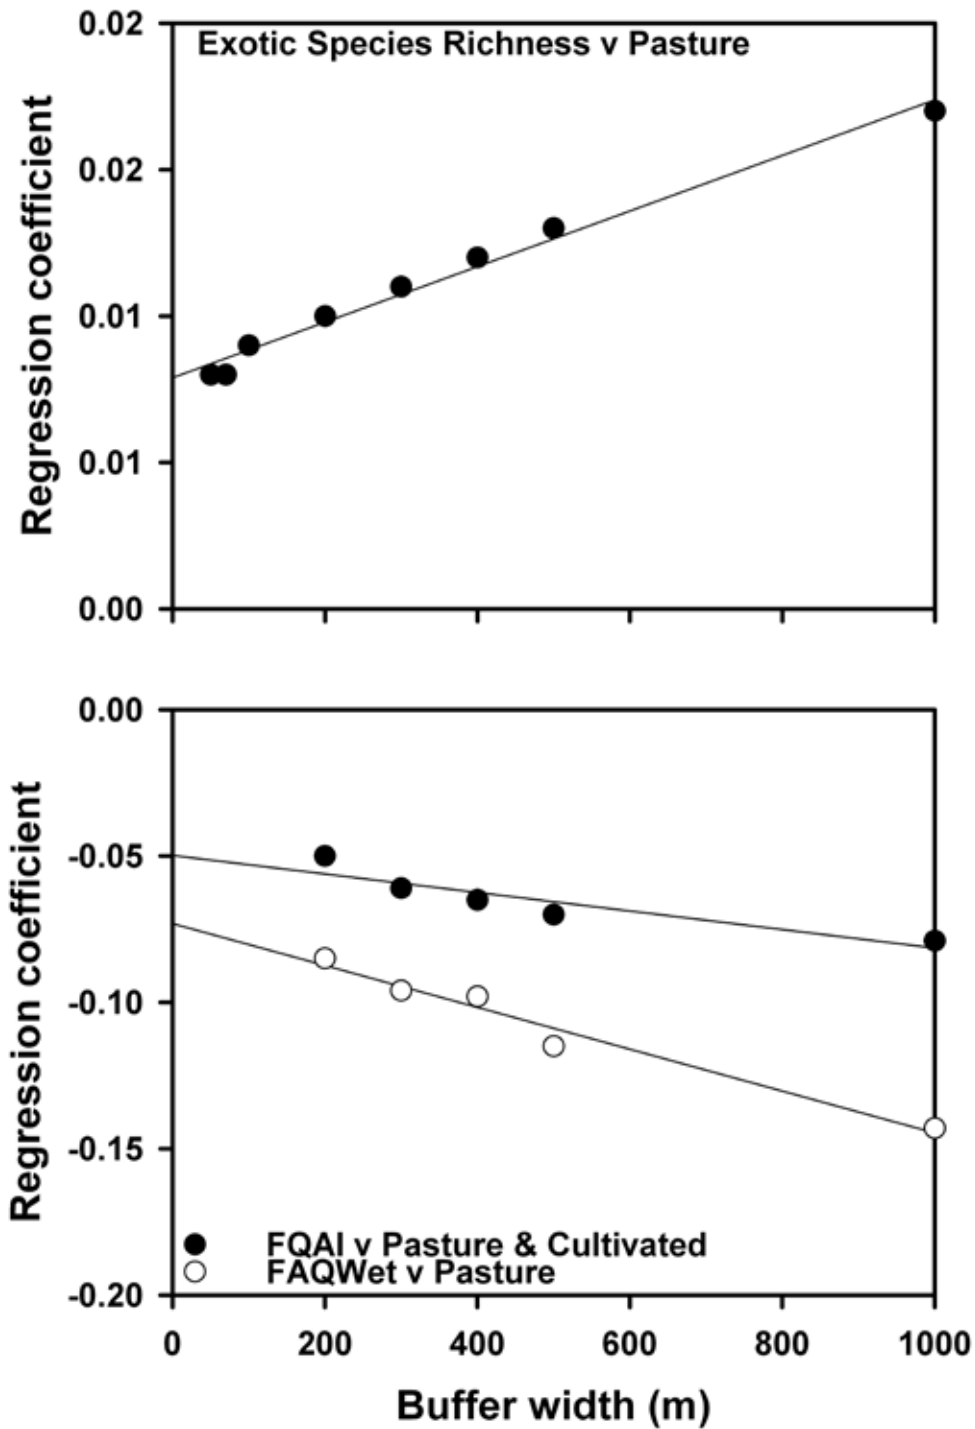 0.02
Exotic Species Richness v Pasture
0.02
0.01
0.01
0.00
Regression coefficient
0.00
-0.05
-0.10
-0.15
-0.20
Regression coefficient
FQAI v Pasture & Cultivated
FAQWet v Pasture
0 200 400 600 800 1000
Buffer width (m)